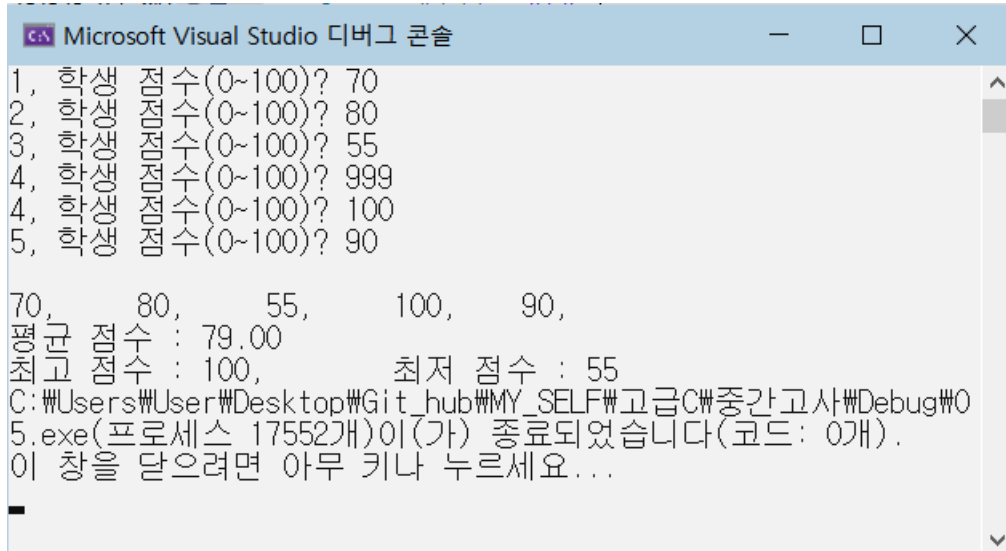 Microsoft Visual Studio 디버그 콘솔
1, 학생 점수(0~100)? 70
2, 학생 점수(0~100)? 80
3, 학생 점수(0~100)? 55
4, 학생 점수(0~100)? 999
4, 학생 점수(0~100)? 100
5, 학생 점수(0~100)? 90
70, 80, 55, 100, 90,
평균 점수 : 79.00
최고 점수 : 100, 최저 점수 : 55
C:₩Users₩User₩Desktop₩Git_hub₩MY_SELF₩고급C₩중간고사₩Debug₩0
5.exe(프로세스 17552개)이(가) 종료되었습니다(코드: 0개).
이 창을 닫으려면 아무 키나 누르세요...